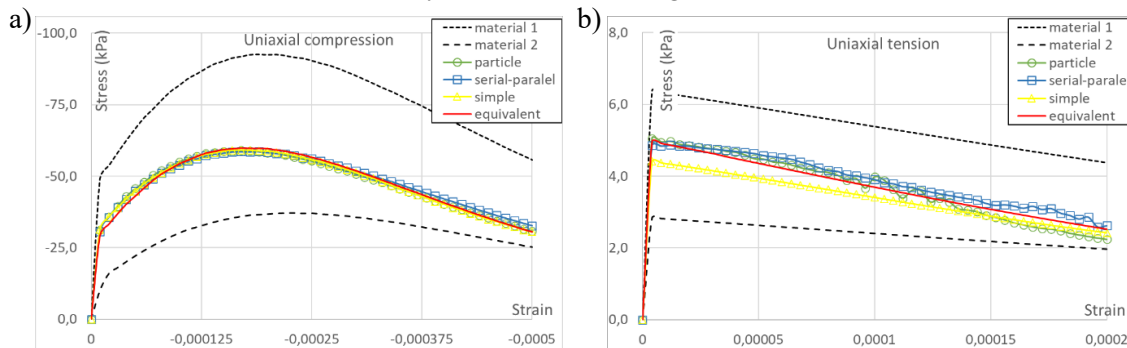 a)
-100,0
-75,0
-50,0
-25,0
0,0
Stress (kPa)
Uniaxial compression
material 1
material 2
particle
serial-paralel
simple
equivalent
Strain
0
-0,000125
-0,00025
-0,000375
-0,0005
b)
8,0
6,0
4,0
2,0
0,0
Stress (kPa)
Uniaxial tension
material 1
material 2
particle
serial-paralel
simple
equivalent
Strain
0
0,00005
0,0001
0,00015
0,0002